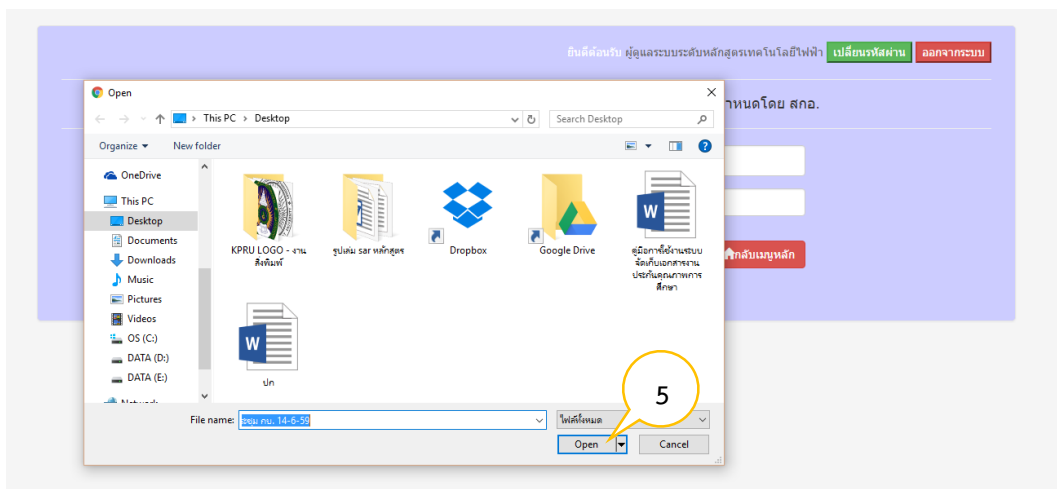 ยินดีต้อนรับ ผู้ดูแลระบบระดับหลักสูตรเทคโนโลยีไฟฟ้า เปลี่ยนรหัสผ่าน ออกจากระบบ
Open
กำหนดโดย สกอ.
This PC > Desktop
Search Desktop
Organize
New folder
OneDrive
This PC
Desktop
Documents
Downloads
Music
Pictures
Videos
OS (C:)
DATA (D:)
DATA (E:)
Network
KPRU LOGO - งาน
สิ่งพิมพ์
รูปเล่ม sar หลักสูตร
Dropbox
Google Drive
คู่มือการใช้งานระบบ
จัดเก็บเอกสารงาน
ประกันคุณภาพการ
ศึกษา
ปก
กลับเมนูหลัก
5
File name:
14-6-59
ไฟล์ทั้งหมด
Open
Cancel